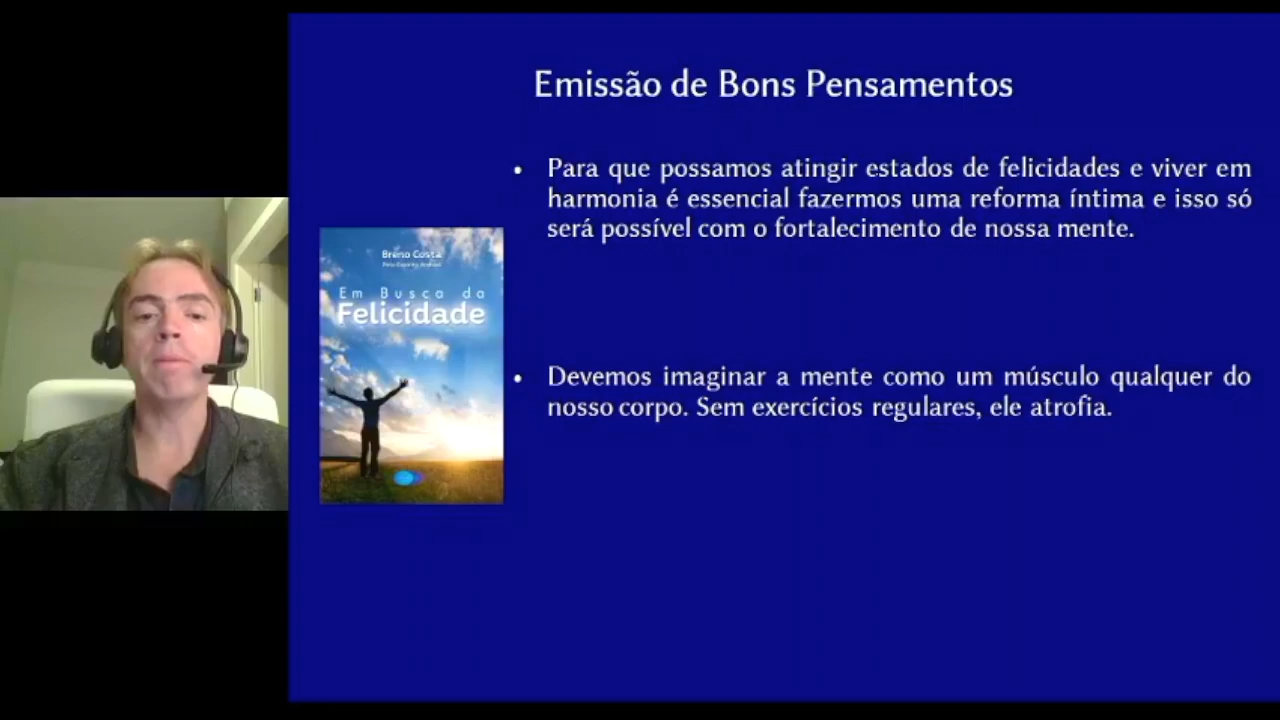 Emissão de Bons Pensamentos
• Para que possamos atingir estados de felicidades e viver em
harmonia é essencial fazermos uma reforma íntima e isso só
será possível com o fortalecimento de nossa mente.
Breno Costa
Em Busca da
Felicidade
• Devemos imaginar a mente como um músculo qualquer do
nosso corpo. Sem exercícios regulares, ele atrofia.